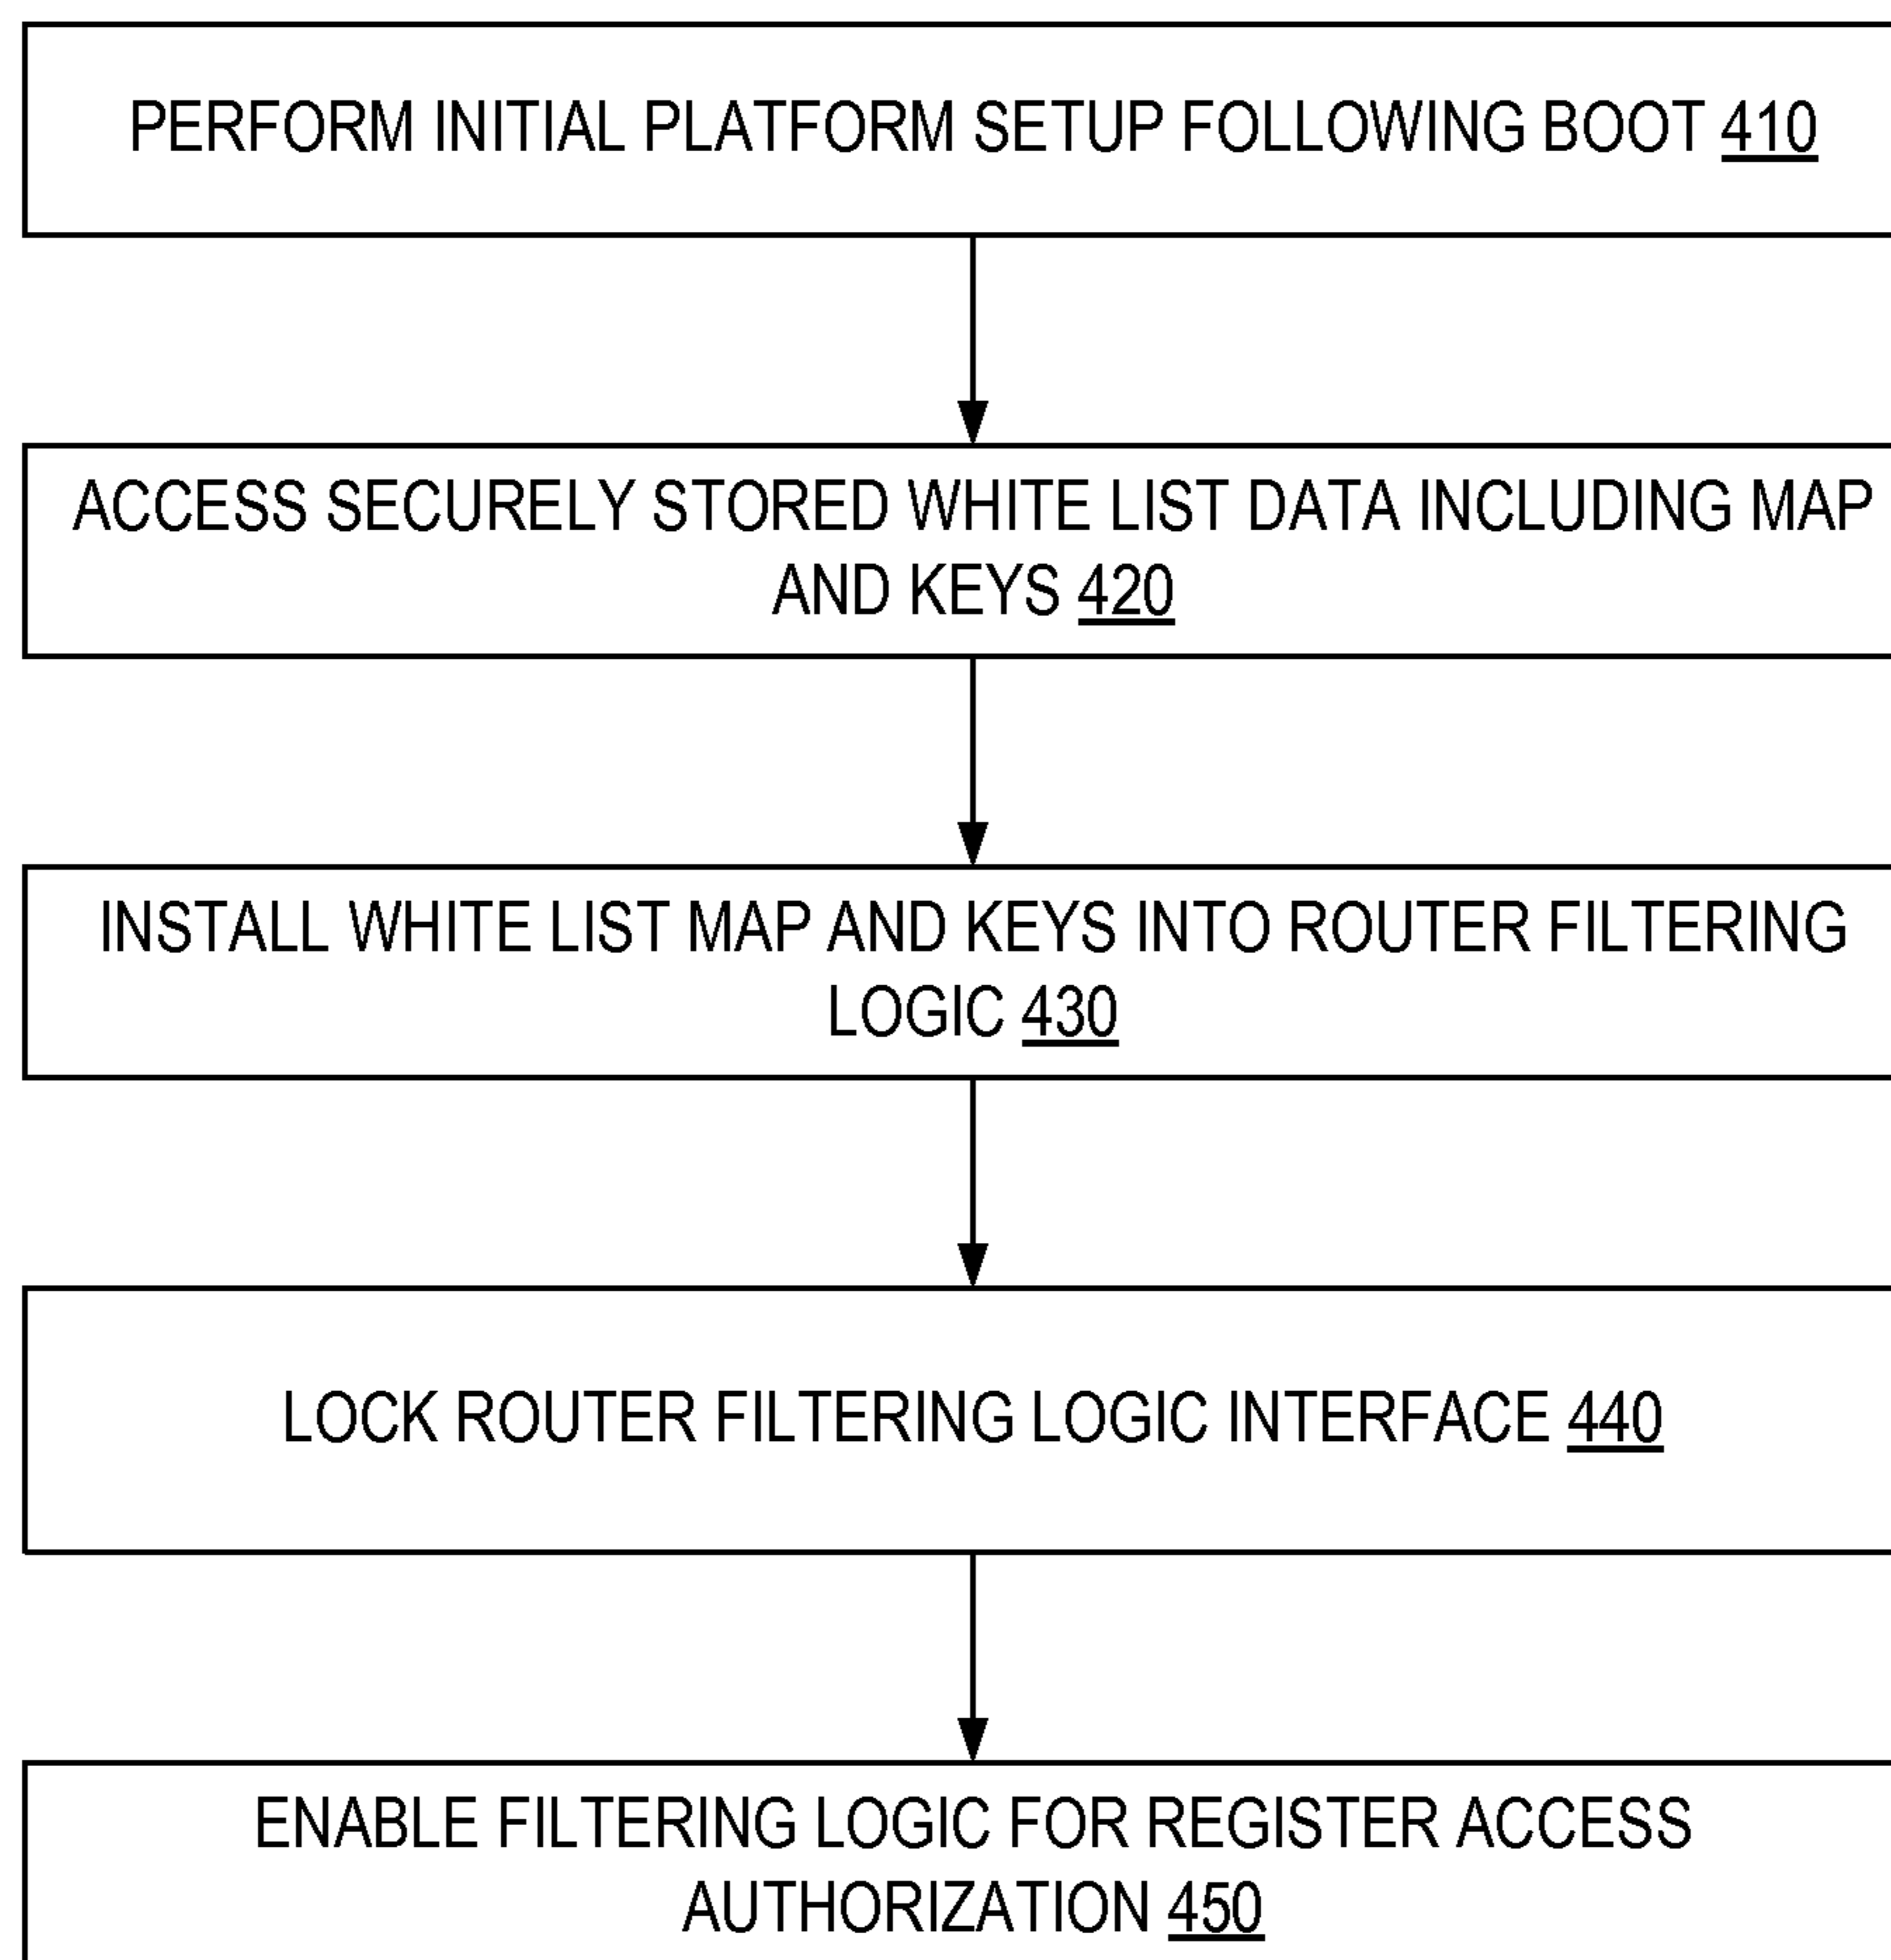 PERFORM INITIAL PLATFORM SETUP FOLLOWING BOOT 410
ACCESS SECURELY STORED WHITE LIST DATA INCLUDING MAP
AND KEYS 420
INSTALL WHITE LIST MAP AND KEYS INTO ROUTER FILTERING
LOGIC 430
LOCK ROUTER FILTERING LOGIC INTERFACE 440
ENABLE FILTERING LOGIC FOR REGISTER ACCESS
AUTHORIZATION 450